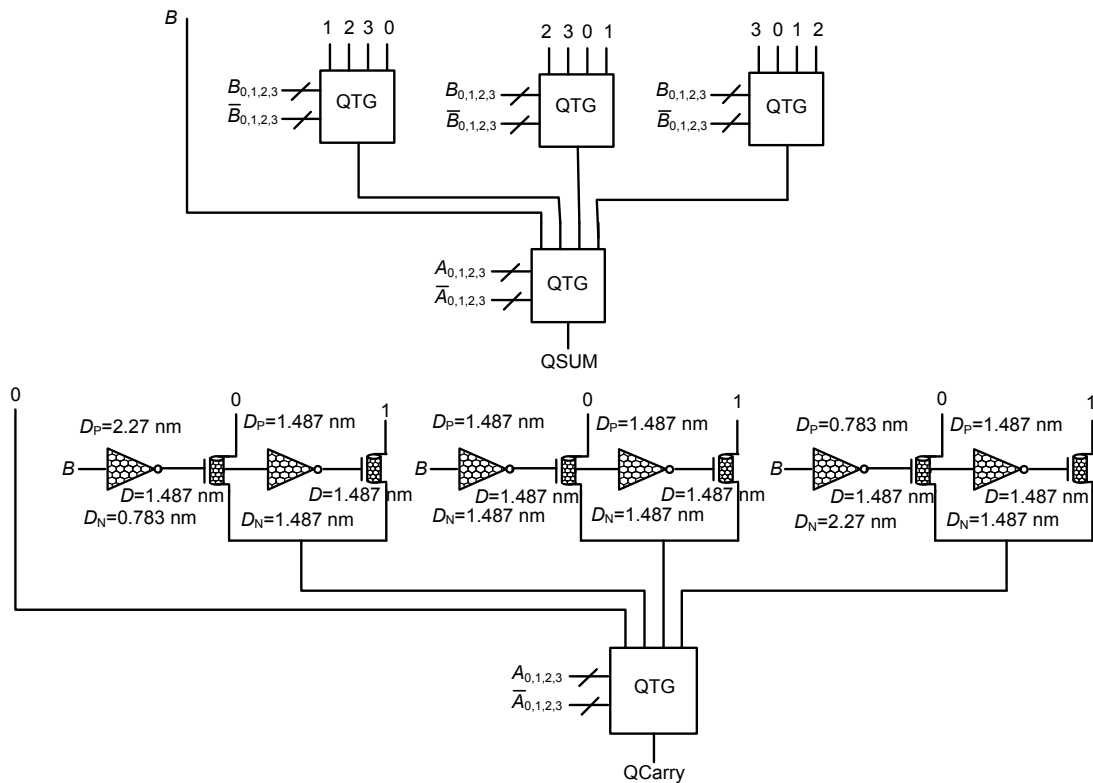 B
1 2 3 0
2 3 0 1
3 0 1 2
B0,1,2,3
B̅0,1,2,3
QTG
B0,1,2,3
B̅0,1,2,3
QTG
B0,1,2,3
B̅0,1,2,3
QTG
A0,1,2,3
A̅0,1,2,3
QTG
QSUM
0
0
1
0
1
0
1
DP=2.27 nm
DP=1.487 nm
B
D=1.487 nm
D=1.487 nm
DN=0.783 nm
DN=1.487 nm
DP=1.487 nm
DP=1.487 nm
B
D=1.487 nm
D=1.487 nm
DN=1.487 nm
DN=1.487 nm
DP=0.783 nm
DP=1.487 nm
B
D=1.487 nm
D=1.487 nm
DN=2.27 nm
DN=1.487 nm
A0,1,2,3
A̅0,1,2,3
QTG
QCarry